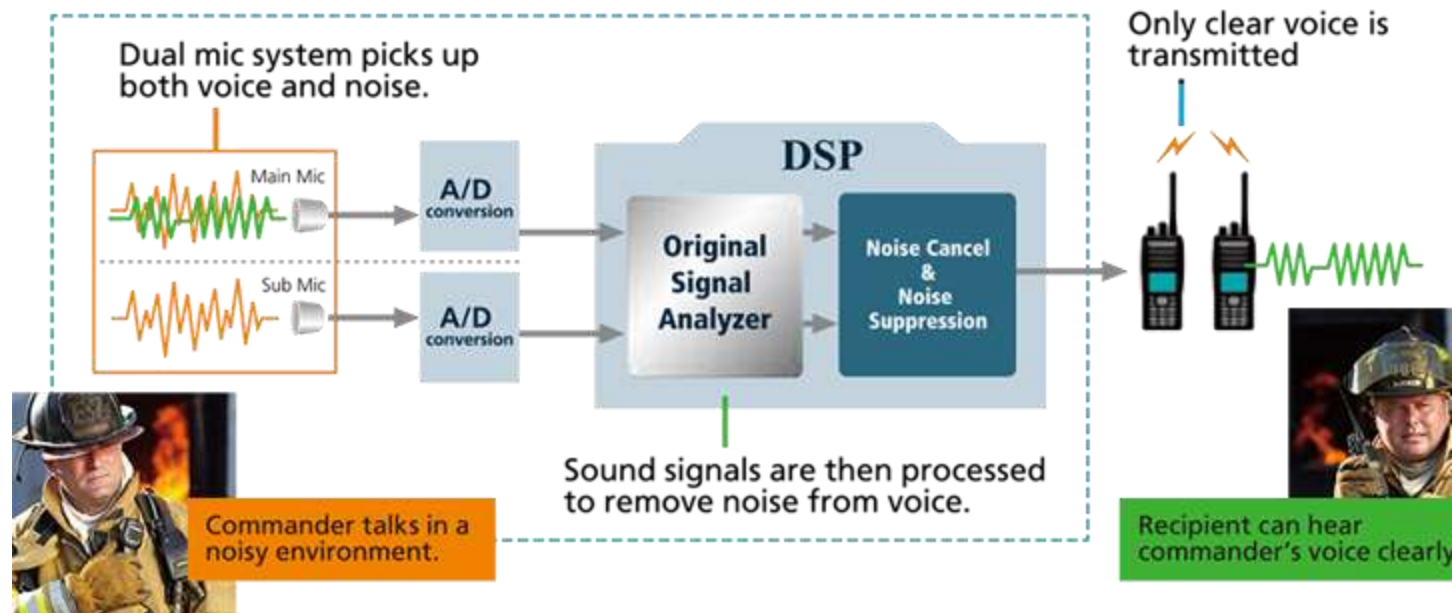 Dual mic system picks up
both voice and noise.
Only clear voice is
transmitted
Main Mic
A/D
conversion
DSP
Original
Signal
Analyzer
Noise Cancel
&
Noise
Suppression
Sub Mic
A/D
conversion
Sound signals are then processed
to remove noise from voice.
Commander talks in a
noisy environment.
Recipient can hear
commander's voice clearly